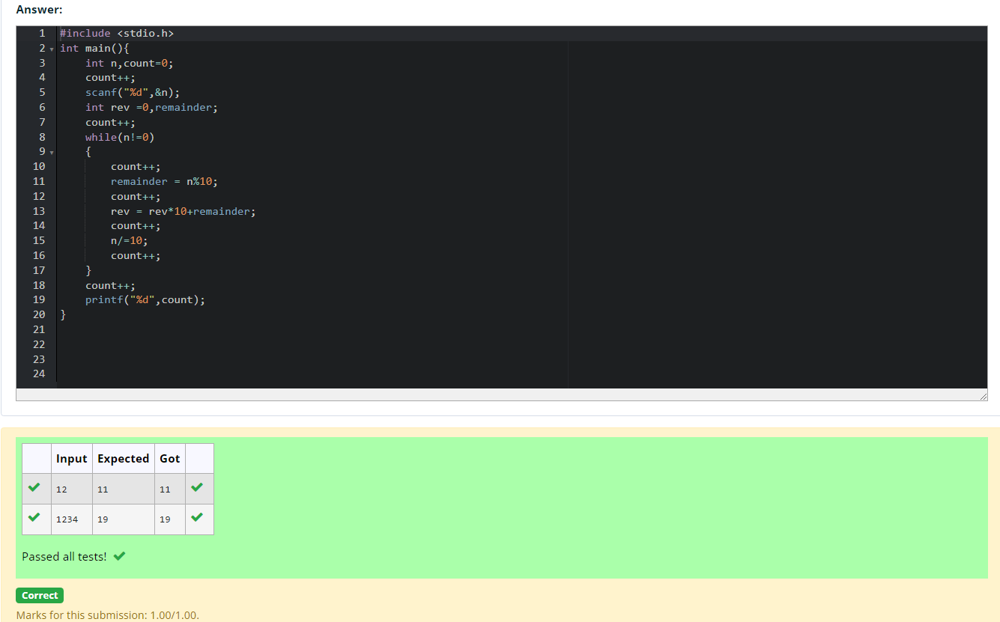 Answer:
1 #include <stdio.h>
2 int main(){
3     int n,count=0;
4     count++;
5     scanf("%d",&n);
6     int rev =0,remainder;
7     count++;
8     while(n!=0)
9     {
10         count++;
11         remainder = n%10;
12         count++;
13         rev = rev*10+remainder;
14         count++;
15         n/=10;
16         count++;
17     }
18     count++;
19     printf("%d",count);
20 }
21
22
23
24
Input Expected Got
12 11 11
1234 19 19
Passed all tests!
Correct
Marks for this submission: 1.00/1.00.